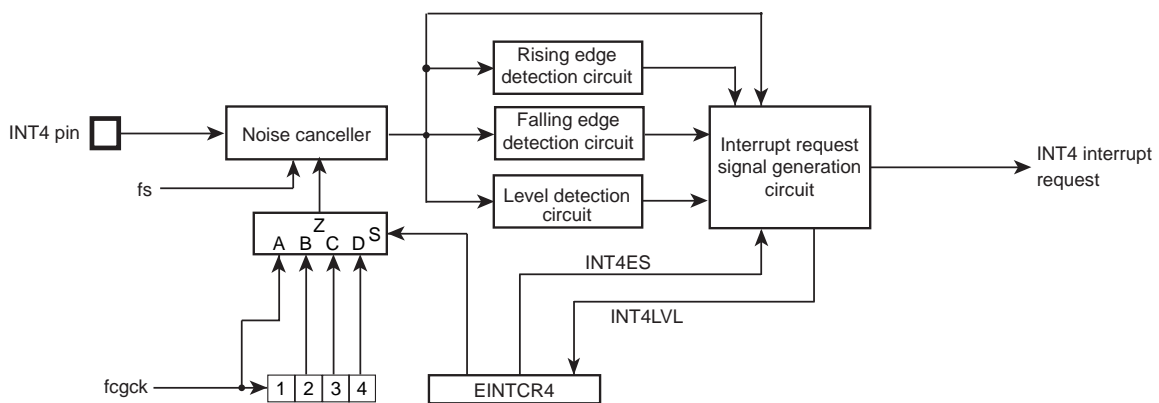 Rising edge
detection circuit
INT4 pin
Noise canceller
Falling edge
detection circuit
Interrupt request
signal generation
circuit
INT4 interrupt
request
fs
Level detection
circuit
Z
S
A B C D
INT4ES
INT4LVL
fcgck
1 2 3 4
EINTCR4